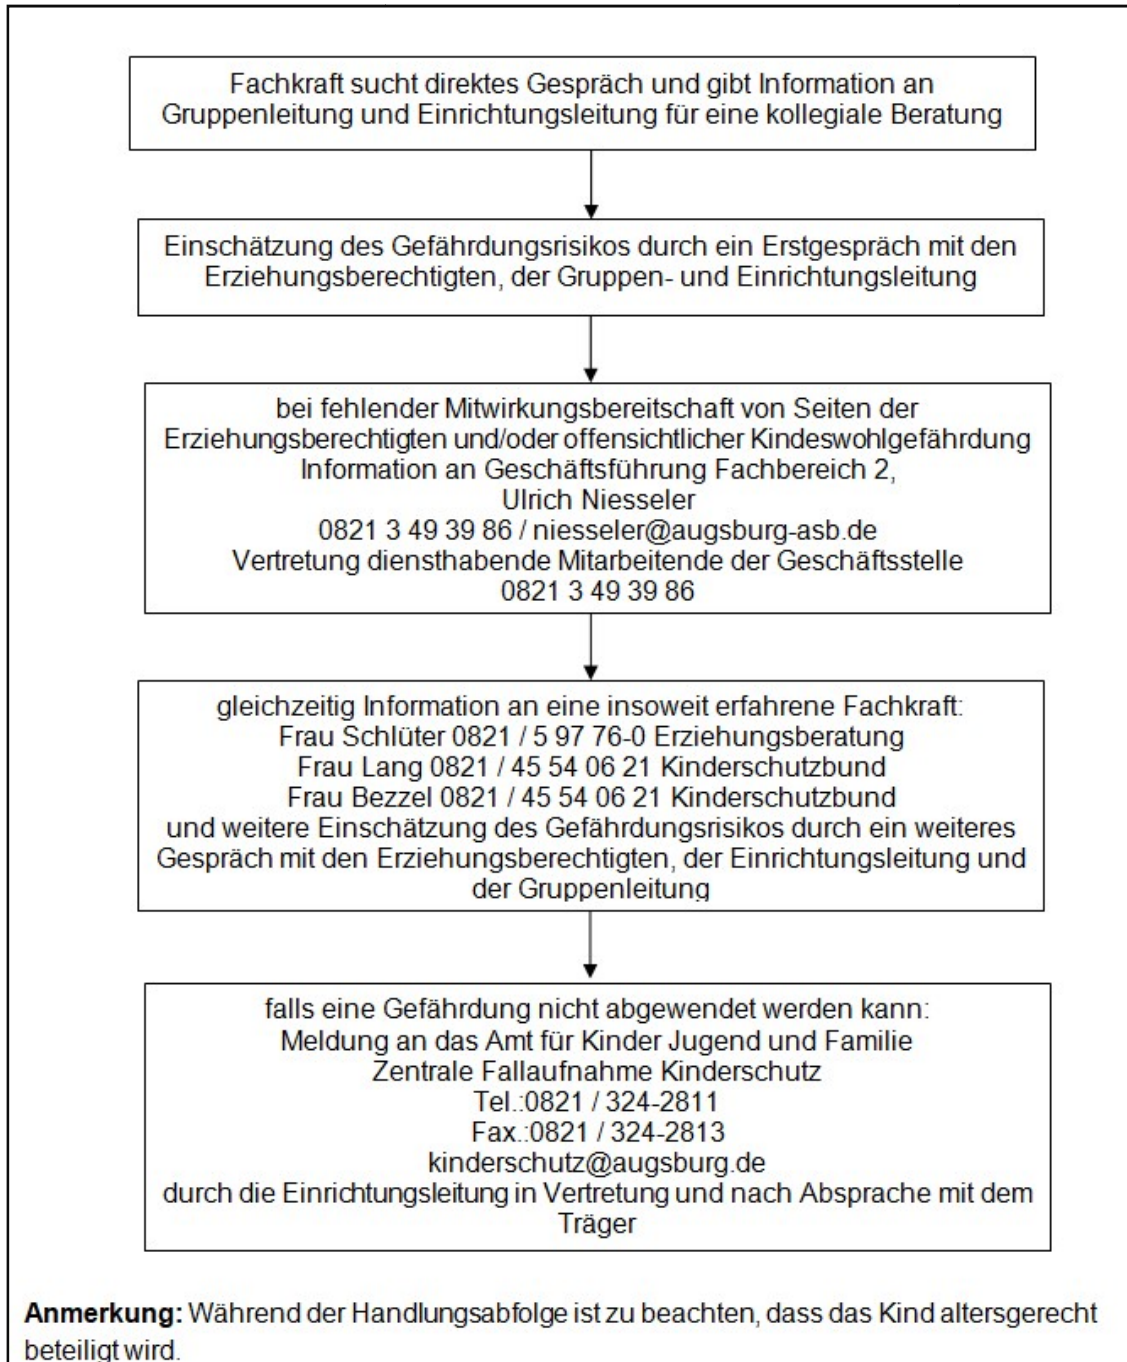 Fachkraft sucht direktes Gespräch und gibt Information an
Gruppenleitung und Einrichtungsleitung für eine kollegiale Beratung
Einschätzung des Gefährdungsrisikos durch ein Erstgespräch mit den
Erziehungsberechtigten, der Gruppen- und Einrichtungsleitung
bei fehlender Mitwirkungsbereitschaft von Seiten der
Erziehungsberechtigten und/oder offensichtlicher Kindeswohlgefährdung
Information an Geschäftsführung Fachbereich 2,
Ulrich Niesseler
0821 3 49 39 86 / niesseler@augsburg-asb.de
Vertretung diensthabende Mitarbeitende der Geschäftsstelle
0821 3 49 39 86
gleichzeitig Information an eine insoweit erfahrene Fachkraft:
Frau Schlüter 0821 / 5 97 76-0 Erziehungsberatung
Frau Lang 0821 / 45 54 06 21 Kinderschutzbund
Frau Bezzel 0821 / 45 54 06 21 Kinderschutzbund
und weitere Einschätzung des Gefährdungsrisikos durch ein weiteres
Gespräch mit den Erziehungsberechtigten, der Einrichtungsleitung und
der Gruppenleitung
falls eine Gefährdung nicht abgewendet werden kann:
Meldung an das Amt für Kinder Jugend und Familie
Zentrale Fallaufnahme Kinderschutz
Tel.:0821 / 324-2811
Fax.:0821 / 324-2813
kinderschutz@augsburg.de
durch die Einrichtungsleitung in Vertretung und nach Absprache mit dem
Träger
Anmerkung: Während der Handlungsabfolge ist zu beachten, dass das Kind altersgerecht
beteiligt wird.